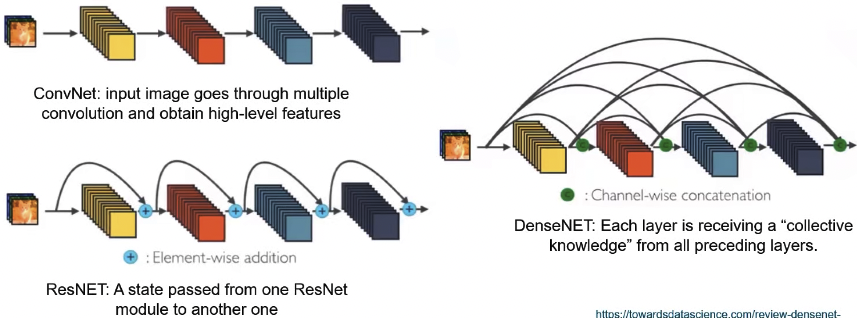 ConvNet: input image goes through multiple
convolution and obtain high-level features
+ + + +
+ : Element-wise addition
ResNET: A state passed from one ResNet
module to another one
C C C C
C : Channel-wise concatenation
DenseNET: Each layer is receiving a “collective
knowledge” from all preceding layers.
https://towardsdatascience.com/review-densenet-